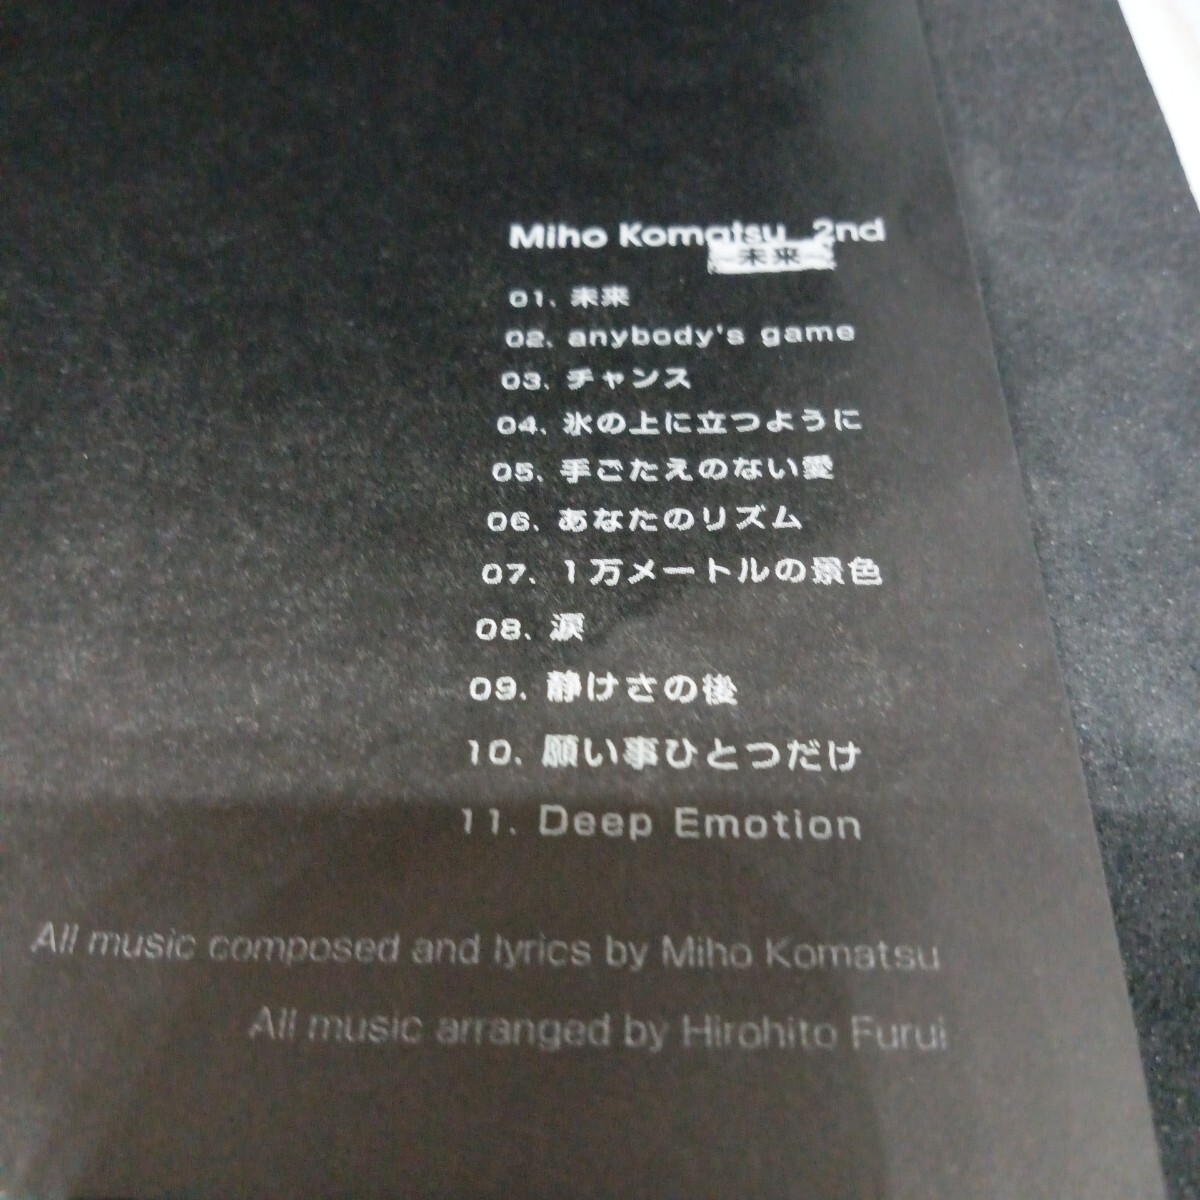 Miho Komatsu 2nd
~未来~
01. 未来
02. anybody's game
03. チャンス
04. 氷の上に立つように
05. 手ごたえのない愛
06. あなたのリズム
07. 1万メートルの景色
08. 涙
09. 静けさの後
10. 願い事ひとつだけ
11. Deep Emotion
All music composed and lyrics by Miho Komatsu
All music arranged by Hirohito Furui